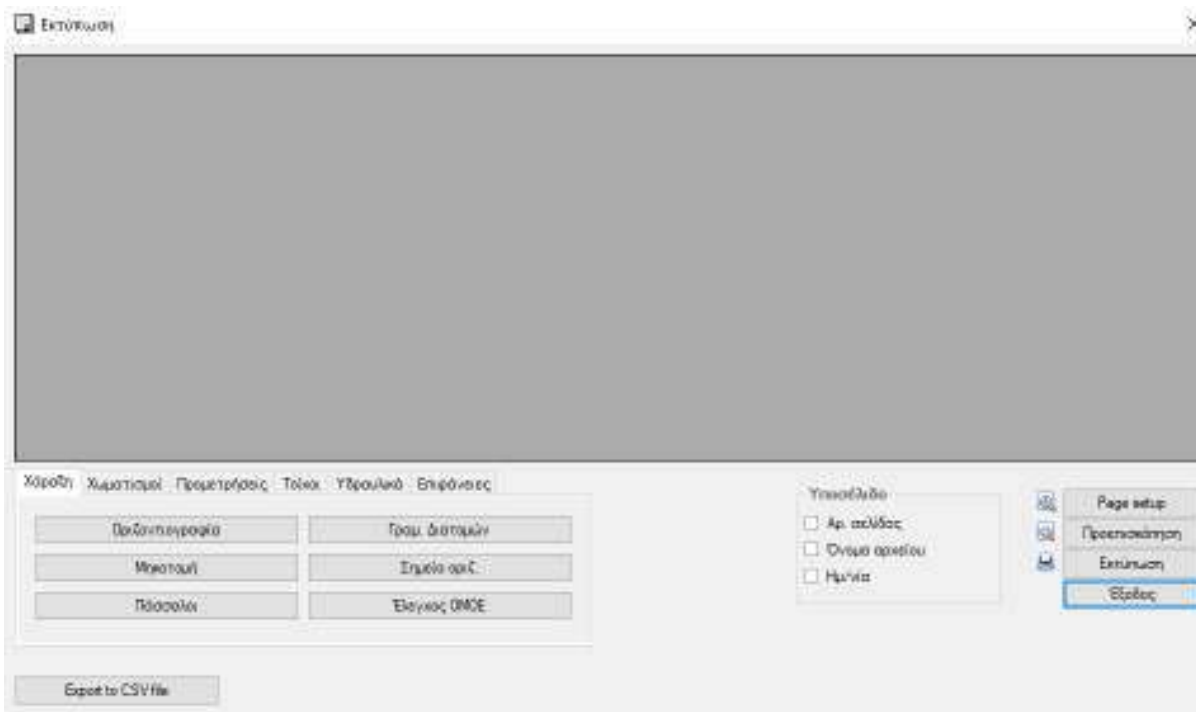 Εκτύπωση
Χάραξη Χωματισμοί Προμετρήσεις Τοίχοι Υδραυλικά Επιφάνειες
Οριζοντιογραφία Γραμ. Διατομών
Μηκοτομή Σημεία οριζ.
Πάσσαλοι Έλεγχος ΟΜΟΕ
Export to CSV file
Υποσέλιδο
Αρ. σελίδας
Όνομα αρχείου
Ημ/νία
Page setup
Προεπισκόπηση
Εκτύπωση
Έξοδος